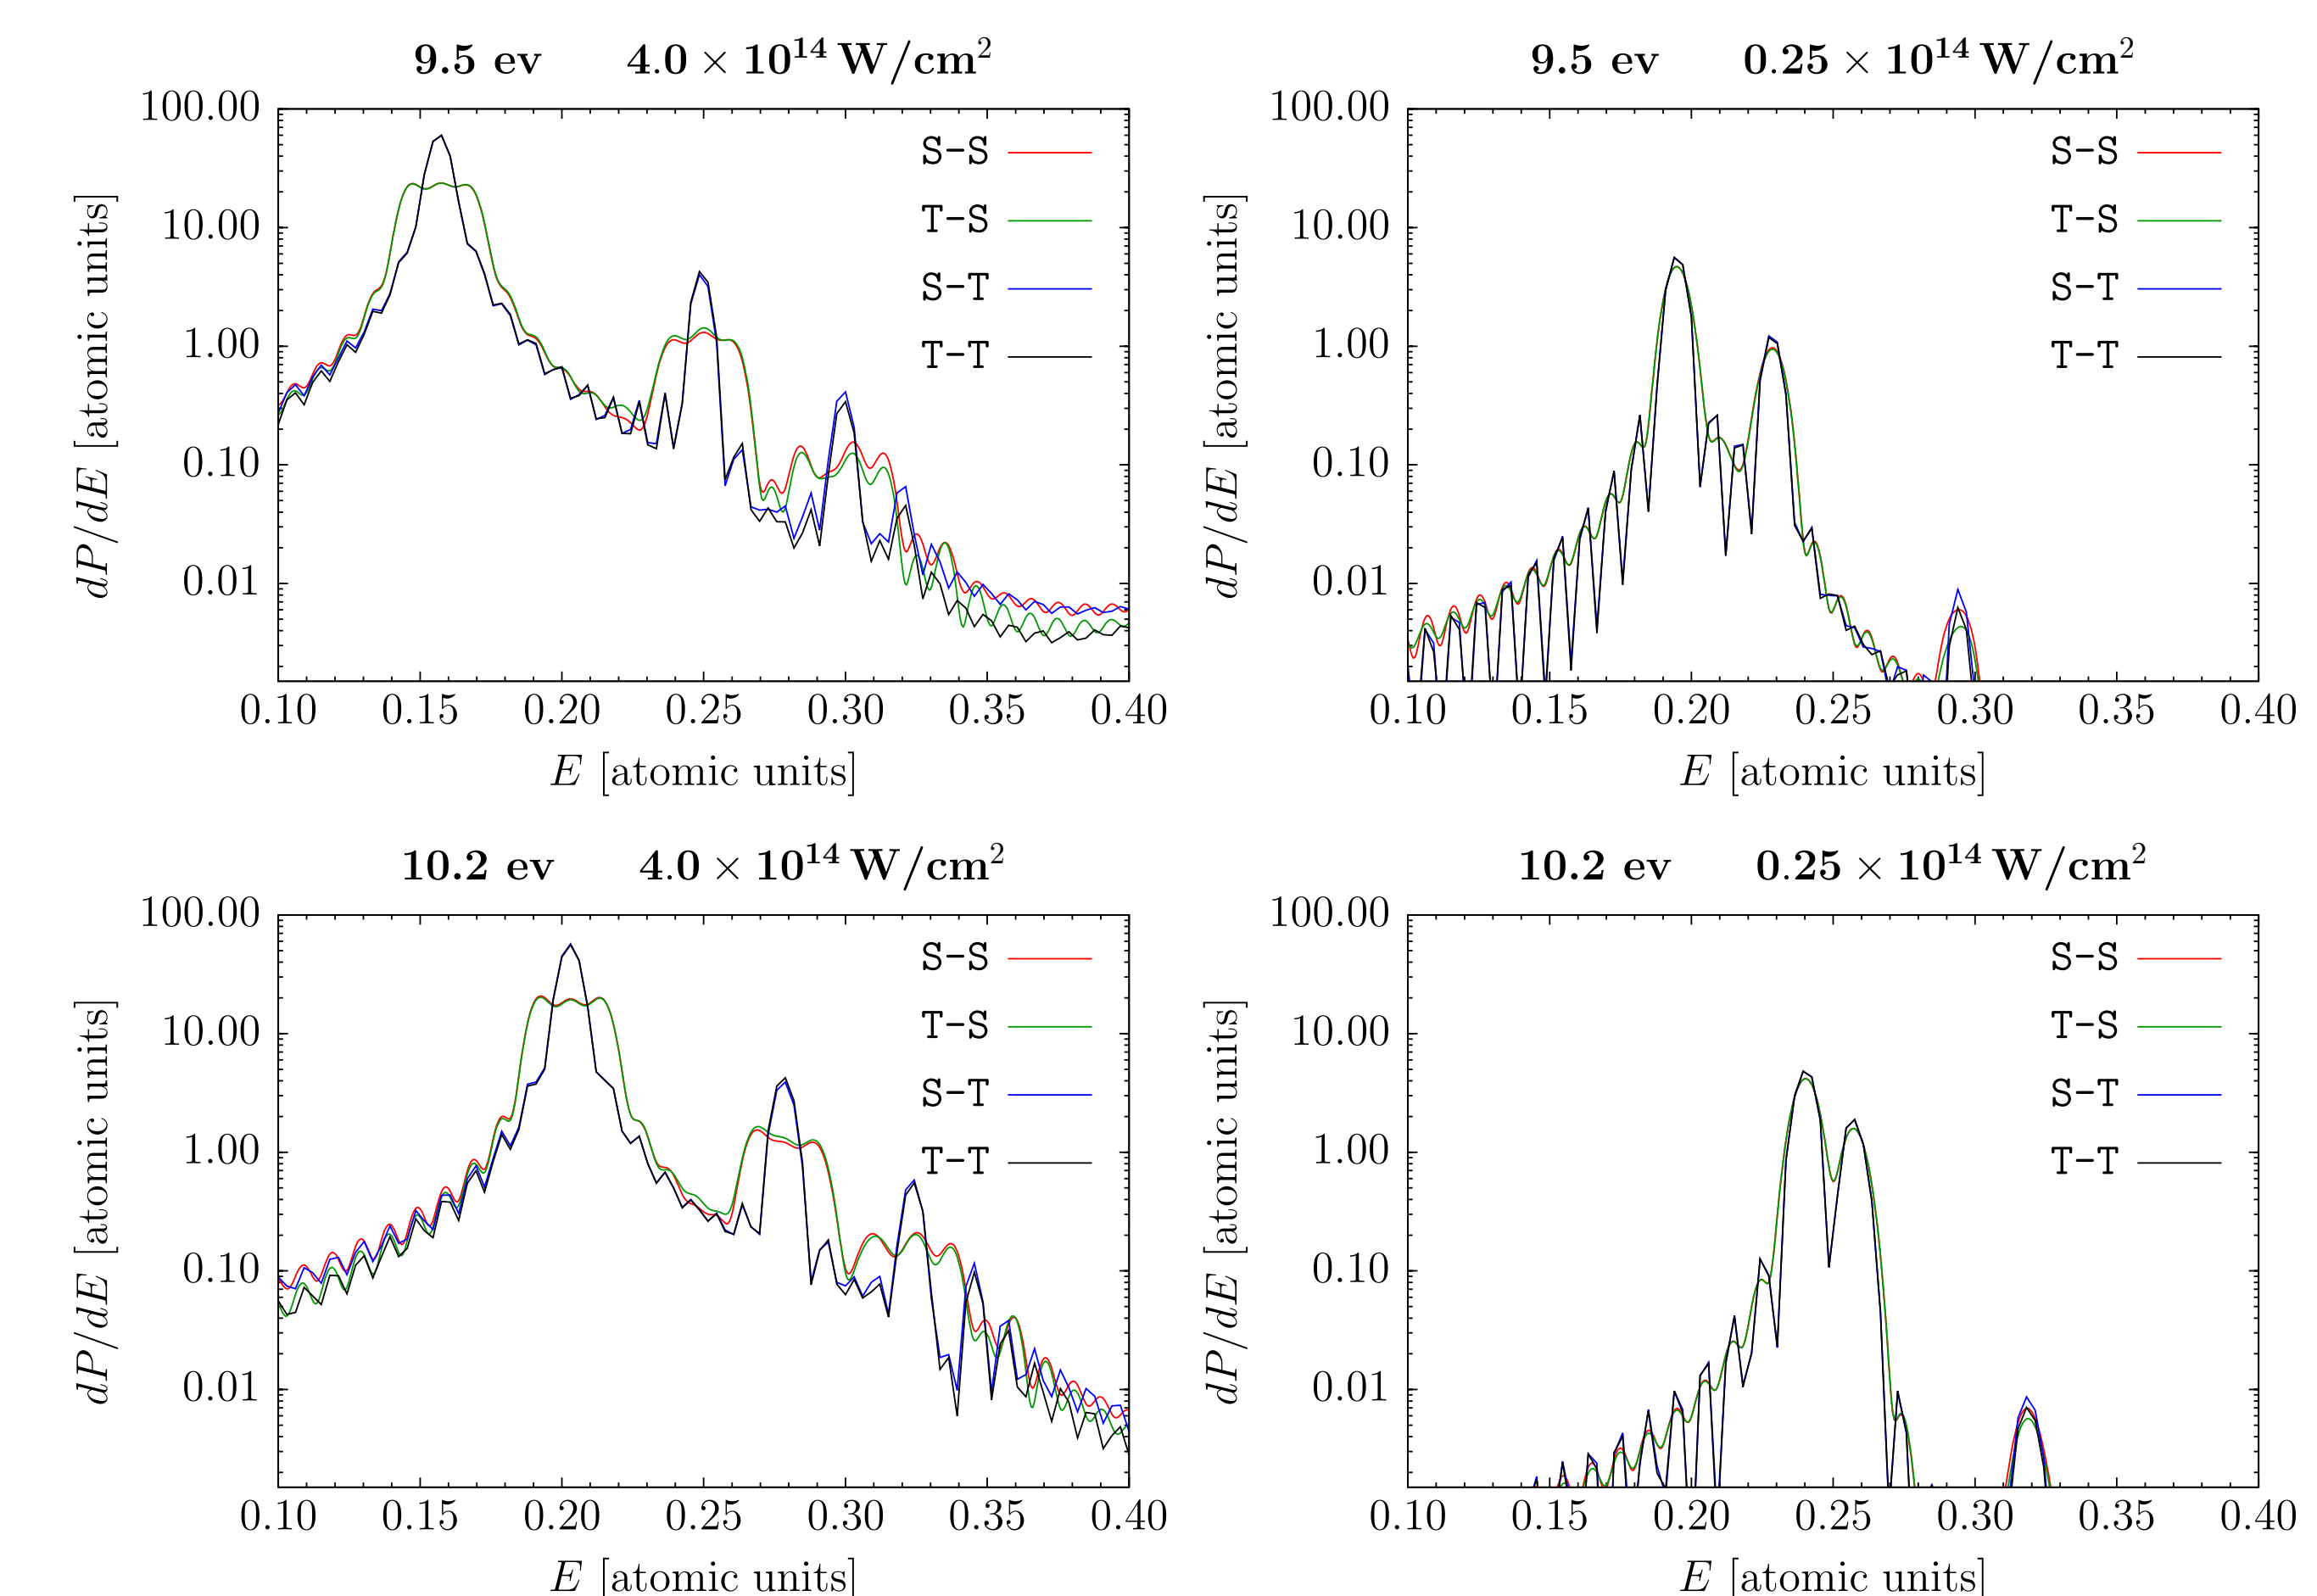 9.5 ev 4.0 × 10^14 W/cm^2
dP/dE [atomic units]
100.00
10.00
1.00
0.10
0.01
S-S
T-S
S-T
T-T
0.10 0.15 0.20 0.25 0.30 0.35 0.40
E [atomic units]
9.5 ev 0.25 × 10^14 W/cm^2
dP/dE [atomic units]
100.00
10.00
1.00
0.10
0.01
S-S
T-S
S-T
T-T
0.10 0.15 0.20 0.25 0.30 0.35 0.40
E [atomic units]
10.2 ev 4.0 × 10^14 W/cm^2
dP/dE [atomic units]
100.00
10.00
1.00
0.10
0.01
S-S
T-S
S-T
T-T
0.10 0.15 0.20 0.25 0.30 0.35 0.40
E [atomic units]
10.2 ev 0.25 × 10^14 W/cm^2
dP/dE [atomic units]
100.00
10.00
1.00
0.10
0.01
S-S
T-S
S-T
T-T
0.10 0.15 0.20 0.25 0.30 0.35 0.40
E [atomic units]